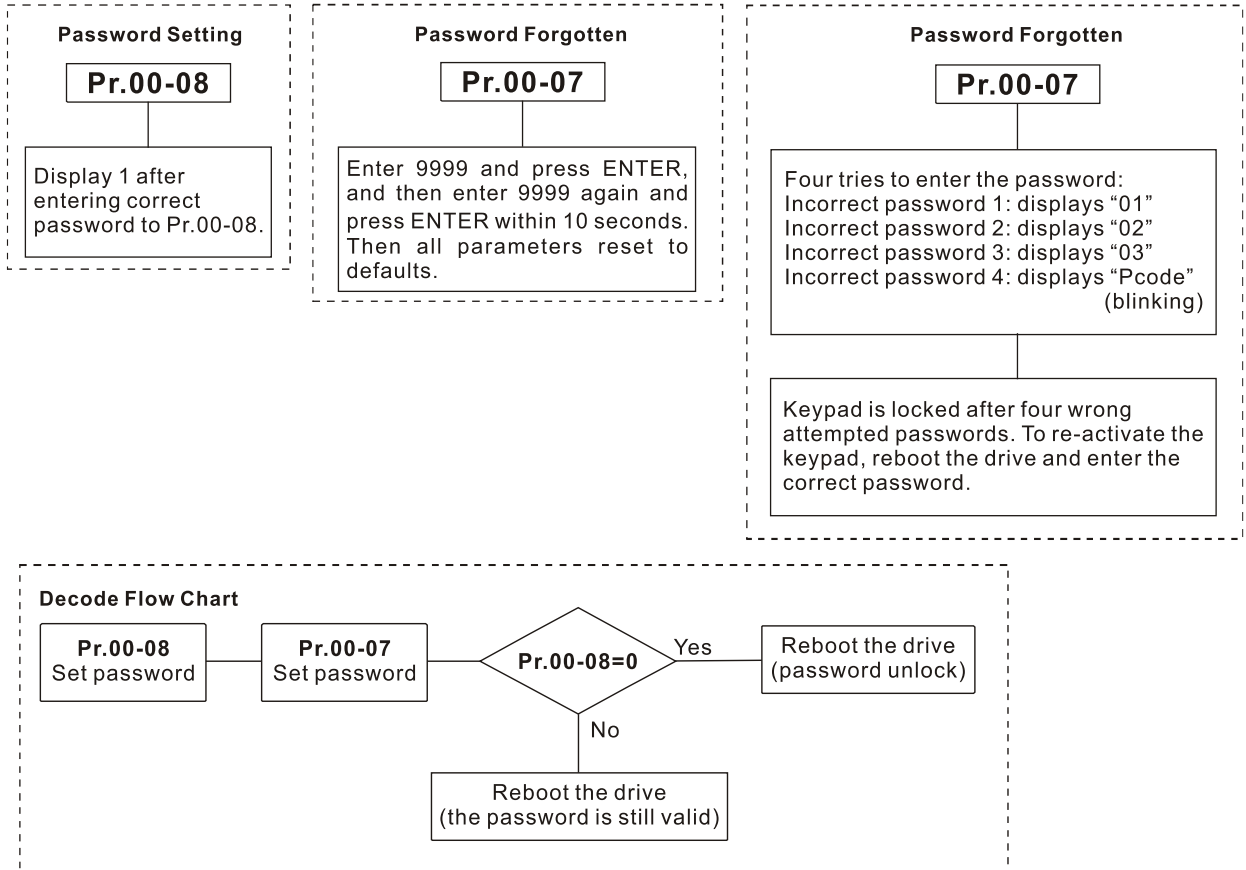 Password Setting
Pr.00-08
Display 1 after
entering correct
password to Pr.00-08.
Password Forgotten
Pr.00-07
Enter 9999 and press ENTER,
and then enter 9999 again and
press ENTER within 10 seconds.
Then all parameters reset to
defaults.
Password Forgotten
Pr.00-07
Four tries to enter the password:
Incorrect password 1: displays “01”
Incorrect password 2: displays “02”
Incorrect password 3: displays “03”
Incorrect password 4: displays “Pcode”
(blinking)
Keypad is locked after four wrong
attempted passwords. To re-activate the
keypad, reboot the drive and enter the
correct password.
Decode Flow Chart
Pr.00-08
Set password
Pr.00-07
Set password
Pr.00-08=0
Yes
Reboot the drive
(password unlock)
No
Reboot the drive
(the password is still valid)